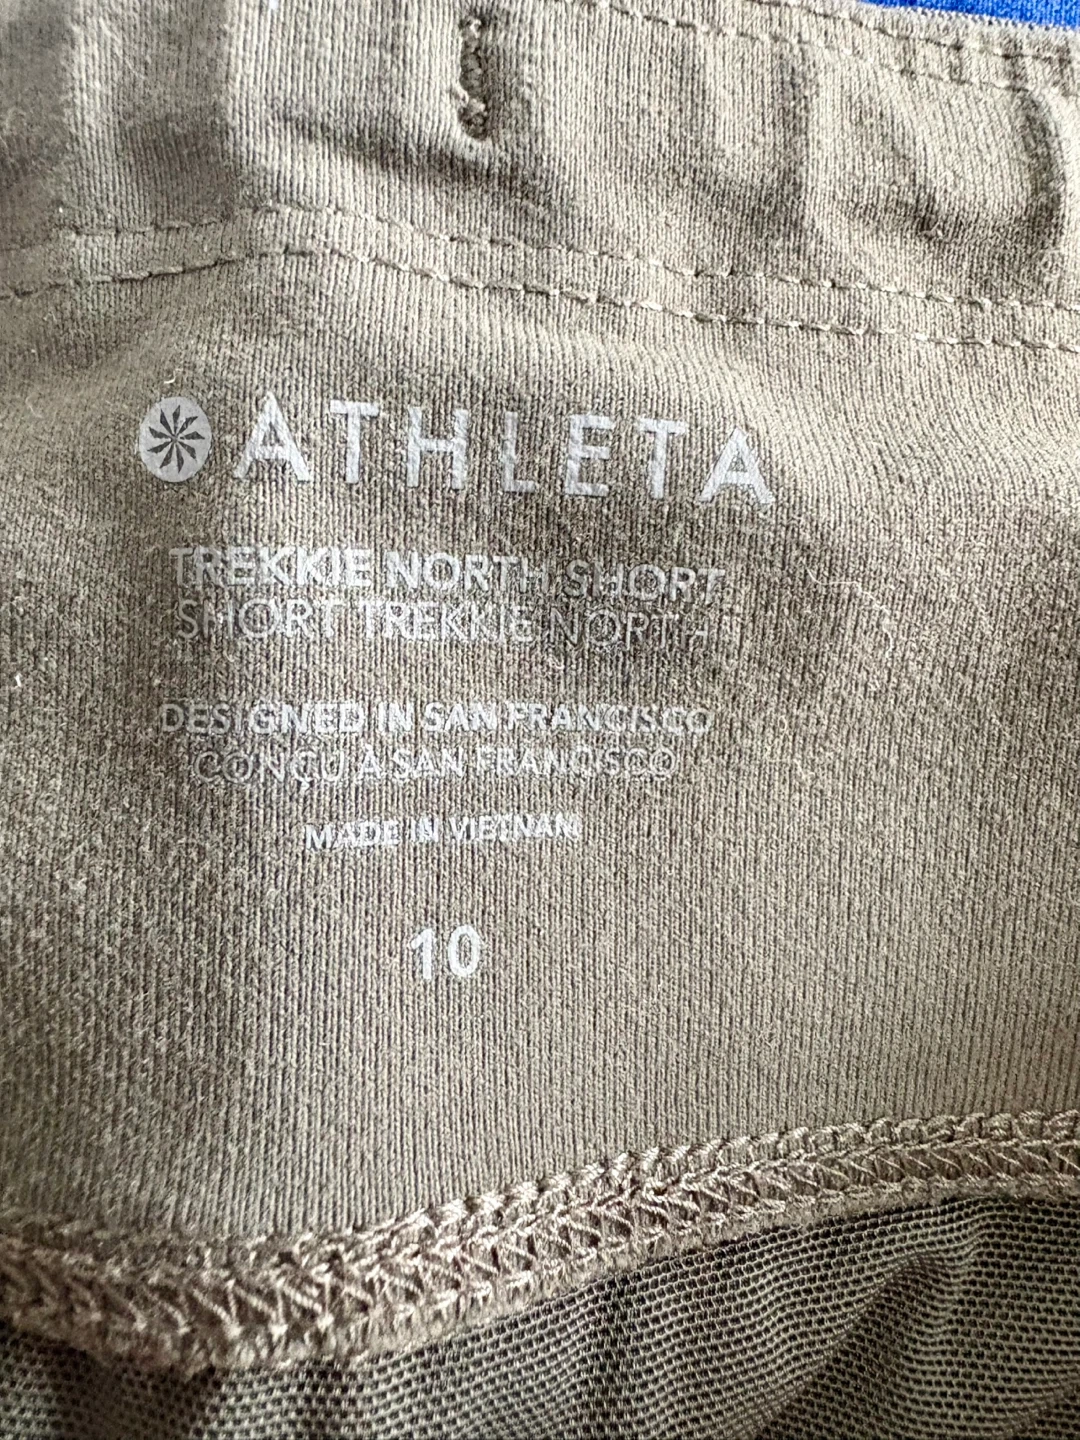 ATHLETA
TREKKIE NORTH SHORT
SHORT TREKKIE NORTH
DESIGNED IN SAN FRANCISCO
CONÇU À SAN FRANCISCO
MADE IN VIETNAM
10